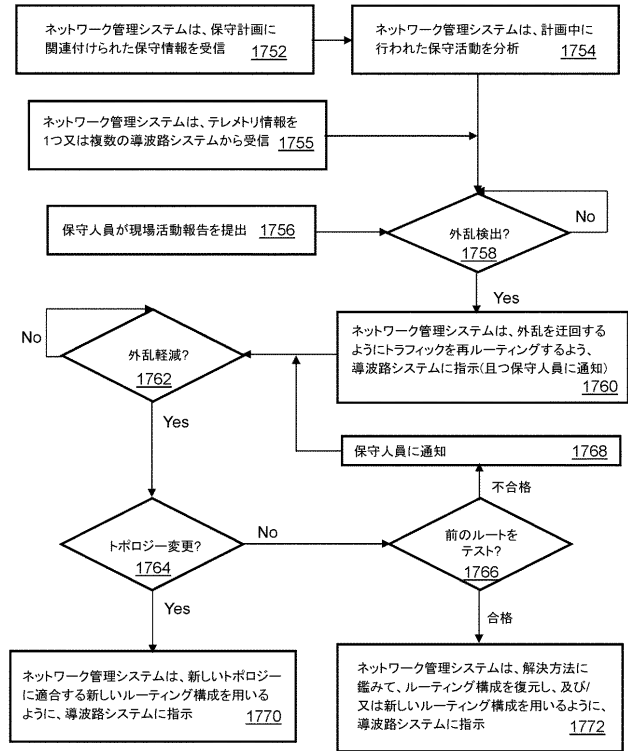 ネットワーク管理システムは、保守計画に
関連付けられた保守情報を受信 1752
ネットワーク管理システムは、計画中に
行われた保守活動を分析 1754
ネットワーク管理システムは、テレメトリ情報を
1つ又は複数の導波路システムから受信 1755
保守人員が現場活動報告を提出 1756
外乱検出?
1758
No
Yes
ネットワーク管理システムは、外乱を迂回する
ようにトラフィックを再ルーティングするよう、
導波路システムに指示(且つ保守人員に通知)
1760
No
外乱軽減?
1762
Yes
保守人員に通知 1768
不合格
トポロジー変更?
1764
No
前のルートを
テスト?
1766
Yes
合格
ネットワーク管理システムは、新しいトポロジー
に適合する新しいルーティング構成を用いる
ように、導波路システムに指示 1770
ネットワーク管理システムは、解決方法に
鑑みて、ルーティング構成を復元し、及び/
又は新しいルーティング構成を用いるように、
導波路システムに指示 1772